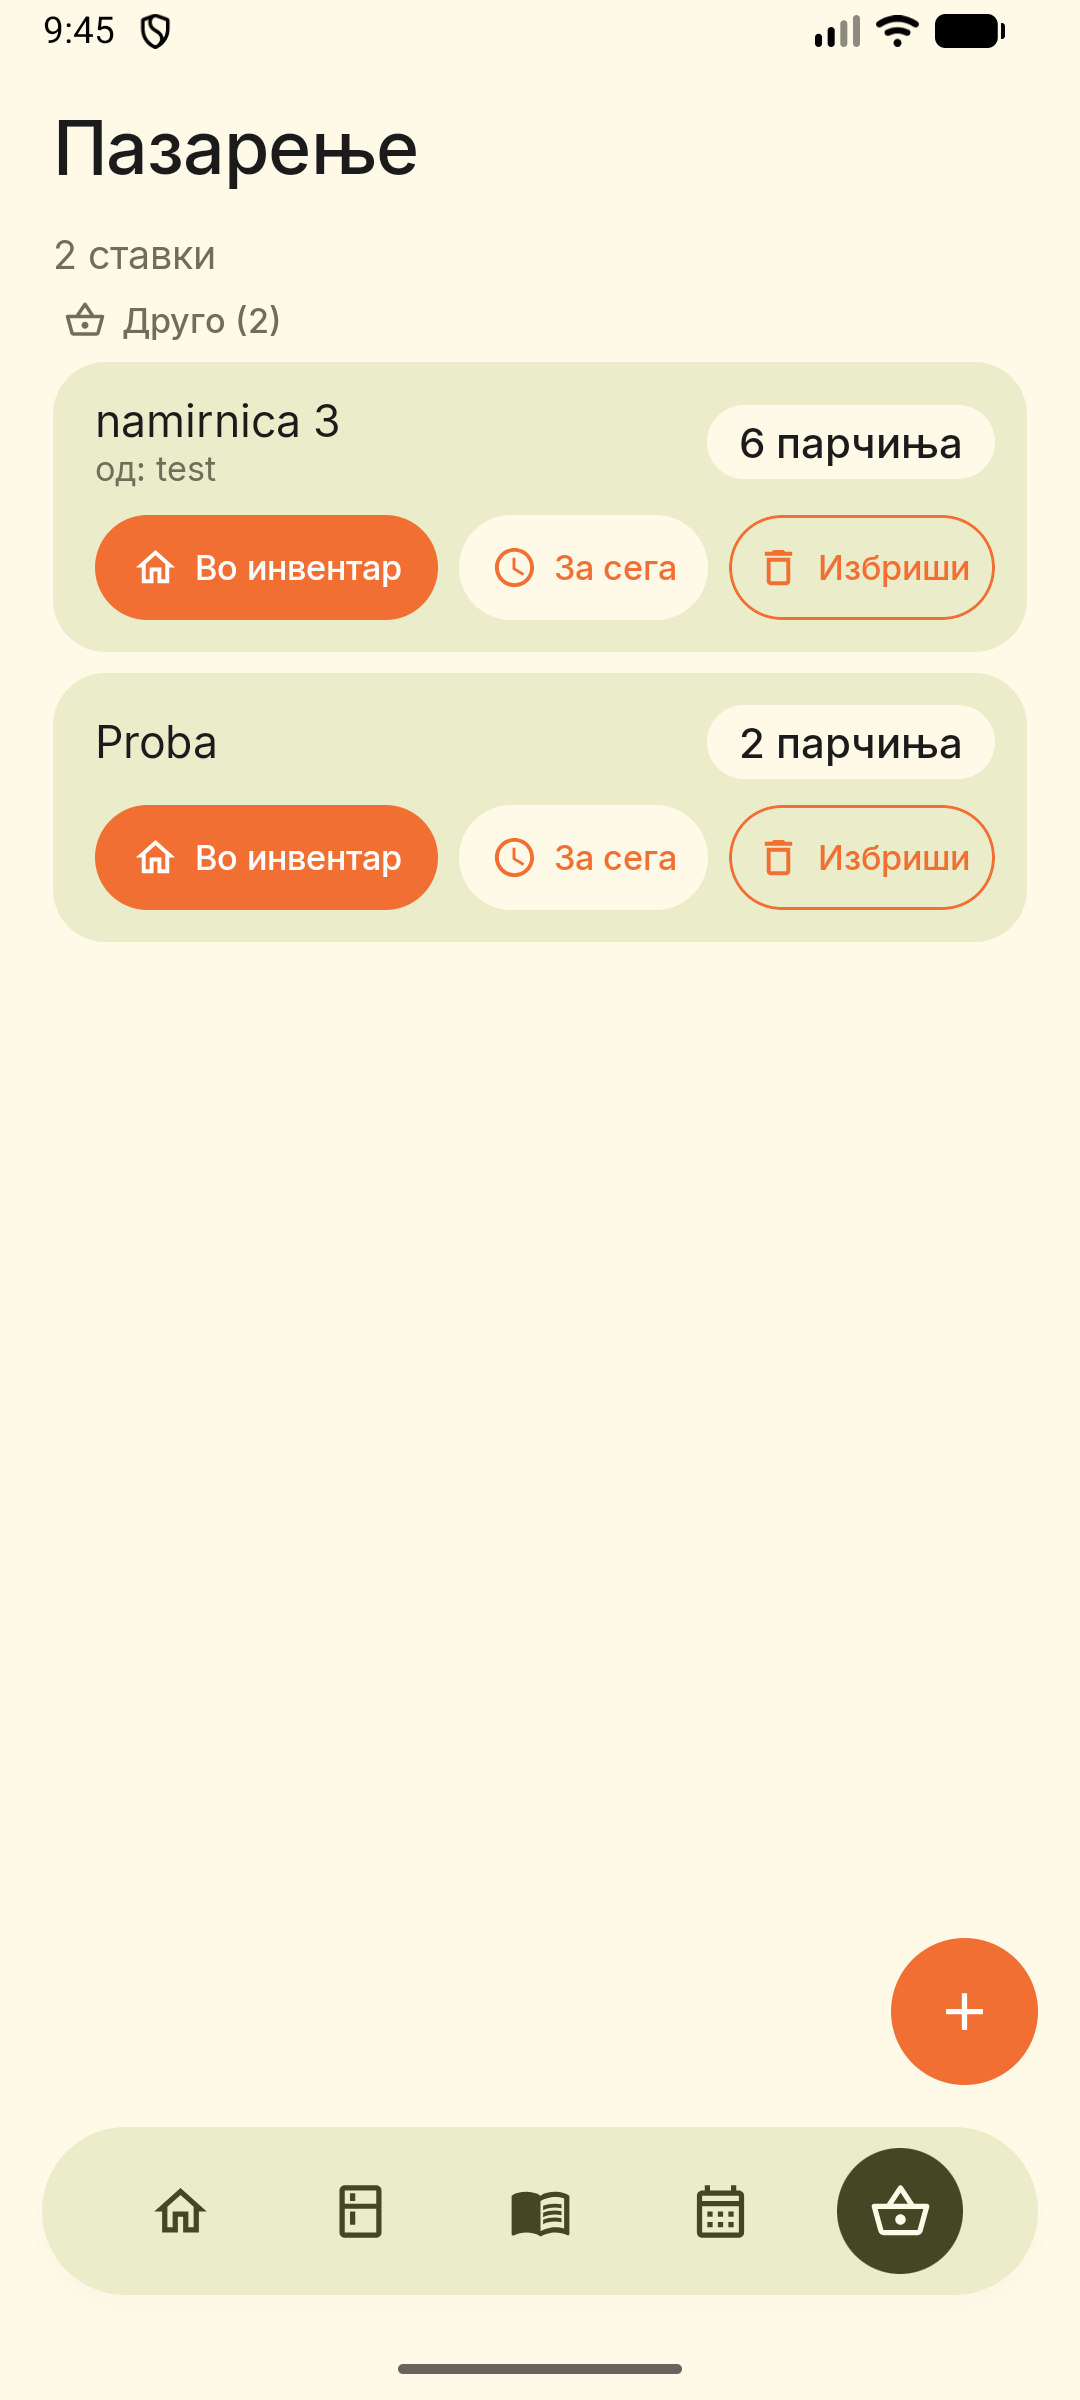 9:45
Пазарење
2 ставки
Друго (2)
namirnica 3
од: test
6 парчиња
Во инвентар
За сега
Избриши
Proba
2 парчиња
Во инвентар
За сега
Избриши